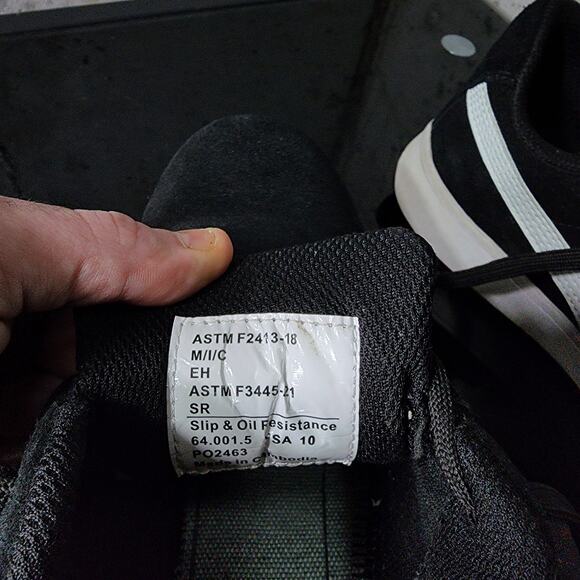 ASTM F2413-18
M/I/C
EH
ASTM F3445-21
SR
Slip & Oil Resistance
64.001.5 SA 10
PO2463
Made in Cambodia